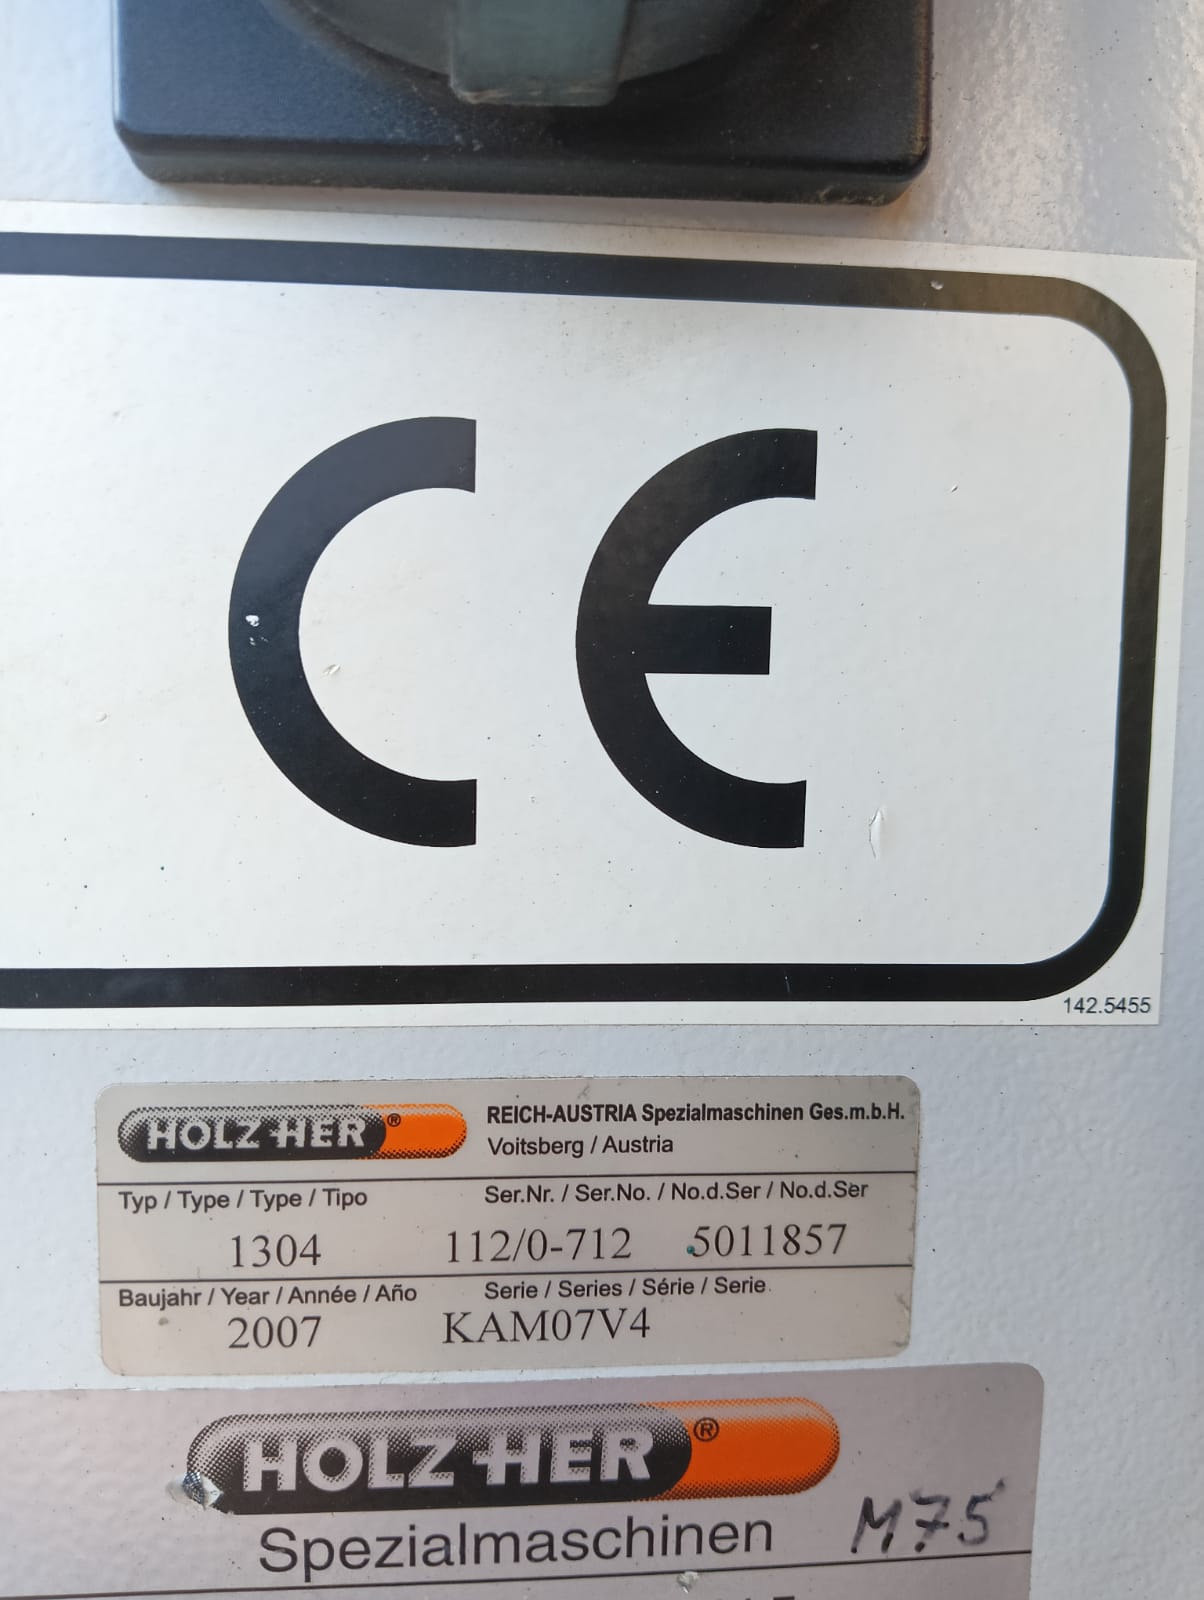 CE
142.5455
HOLZ-HER®
REICH-AUSTRIA Spezialmaschinen Ges.m.b.H.
Voitsberg / Austria
Typ / Type / Type / Tipo
Ser.Nr. / Ser.No. / No.d.Ser / No.d.Ser
1304
112/0-712 5011857
Baujahr / Year / Année / Año
Serie / Series / Série / Serie
2007
KAM07V4
HOLZ-HER®
Spezialmaschinen
M75